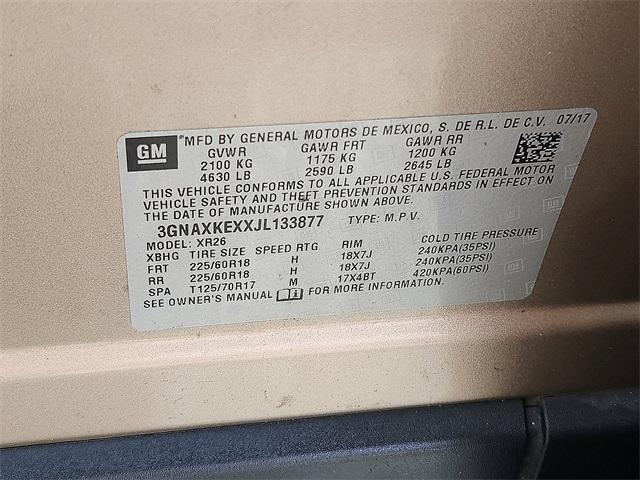 GM
*MFD BY GENERAL MOTORS DE MEXICO, S. DE R.L. DE C.V. 07/17
GVWR GAWR FRT GAWR RR
2100 KG 1175 KG 1200 KG
4630 LB 2590 LB 2645 LB
THIS VEHICLE CONFORMS TO ALL APPLICABLE U.S. FEDERAL MOTOR
VEHICLE SAFETY AND THEFT PREVENTION STANDARDS IN EFFECT ON
THE DATE OF MANUFACTURE SHOWN ABOVE.
3GNAXKEXXJL133877 TYPE: M.P.V.
MODEL: XR26
XBHG TIRE SIZE SPEED RTG RIM COLD TIRE PRESSURE
FRT 225/60R18 H 18X7J 240KPA(35PSI)
RR 225/60R18 H 18X7J 240KPA(35PSI)
SPA T125/70R17 M 17X4BT 420KPA(60PSI)
SEE OWNER'S MANUAL FOR MORE INFORMATION.